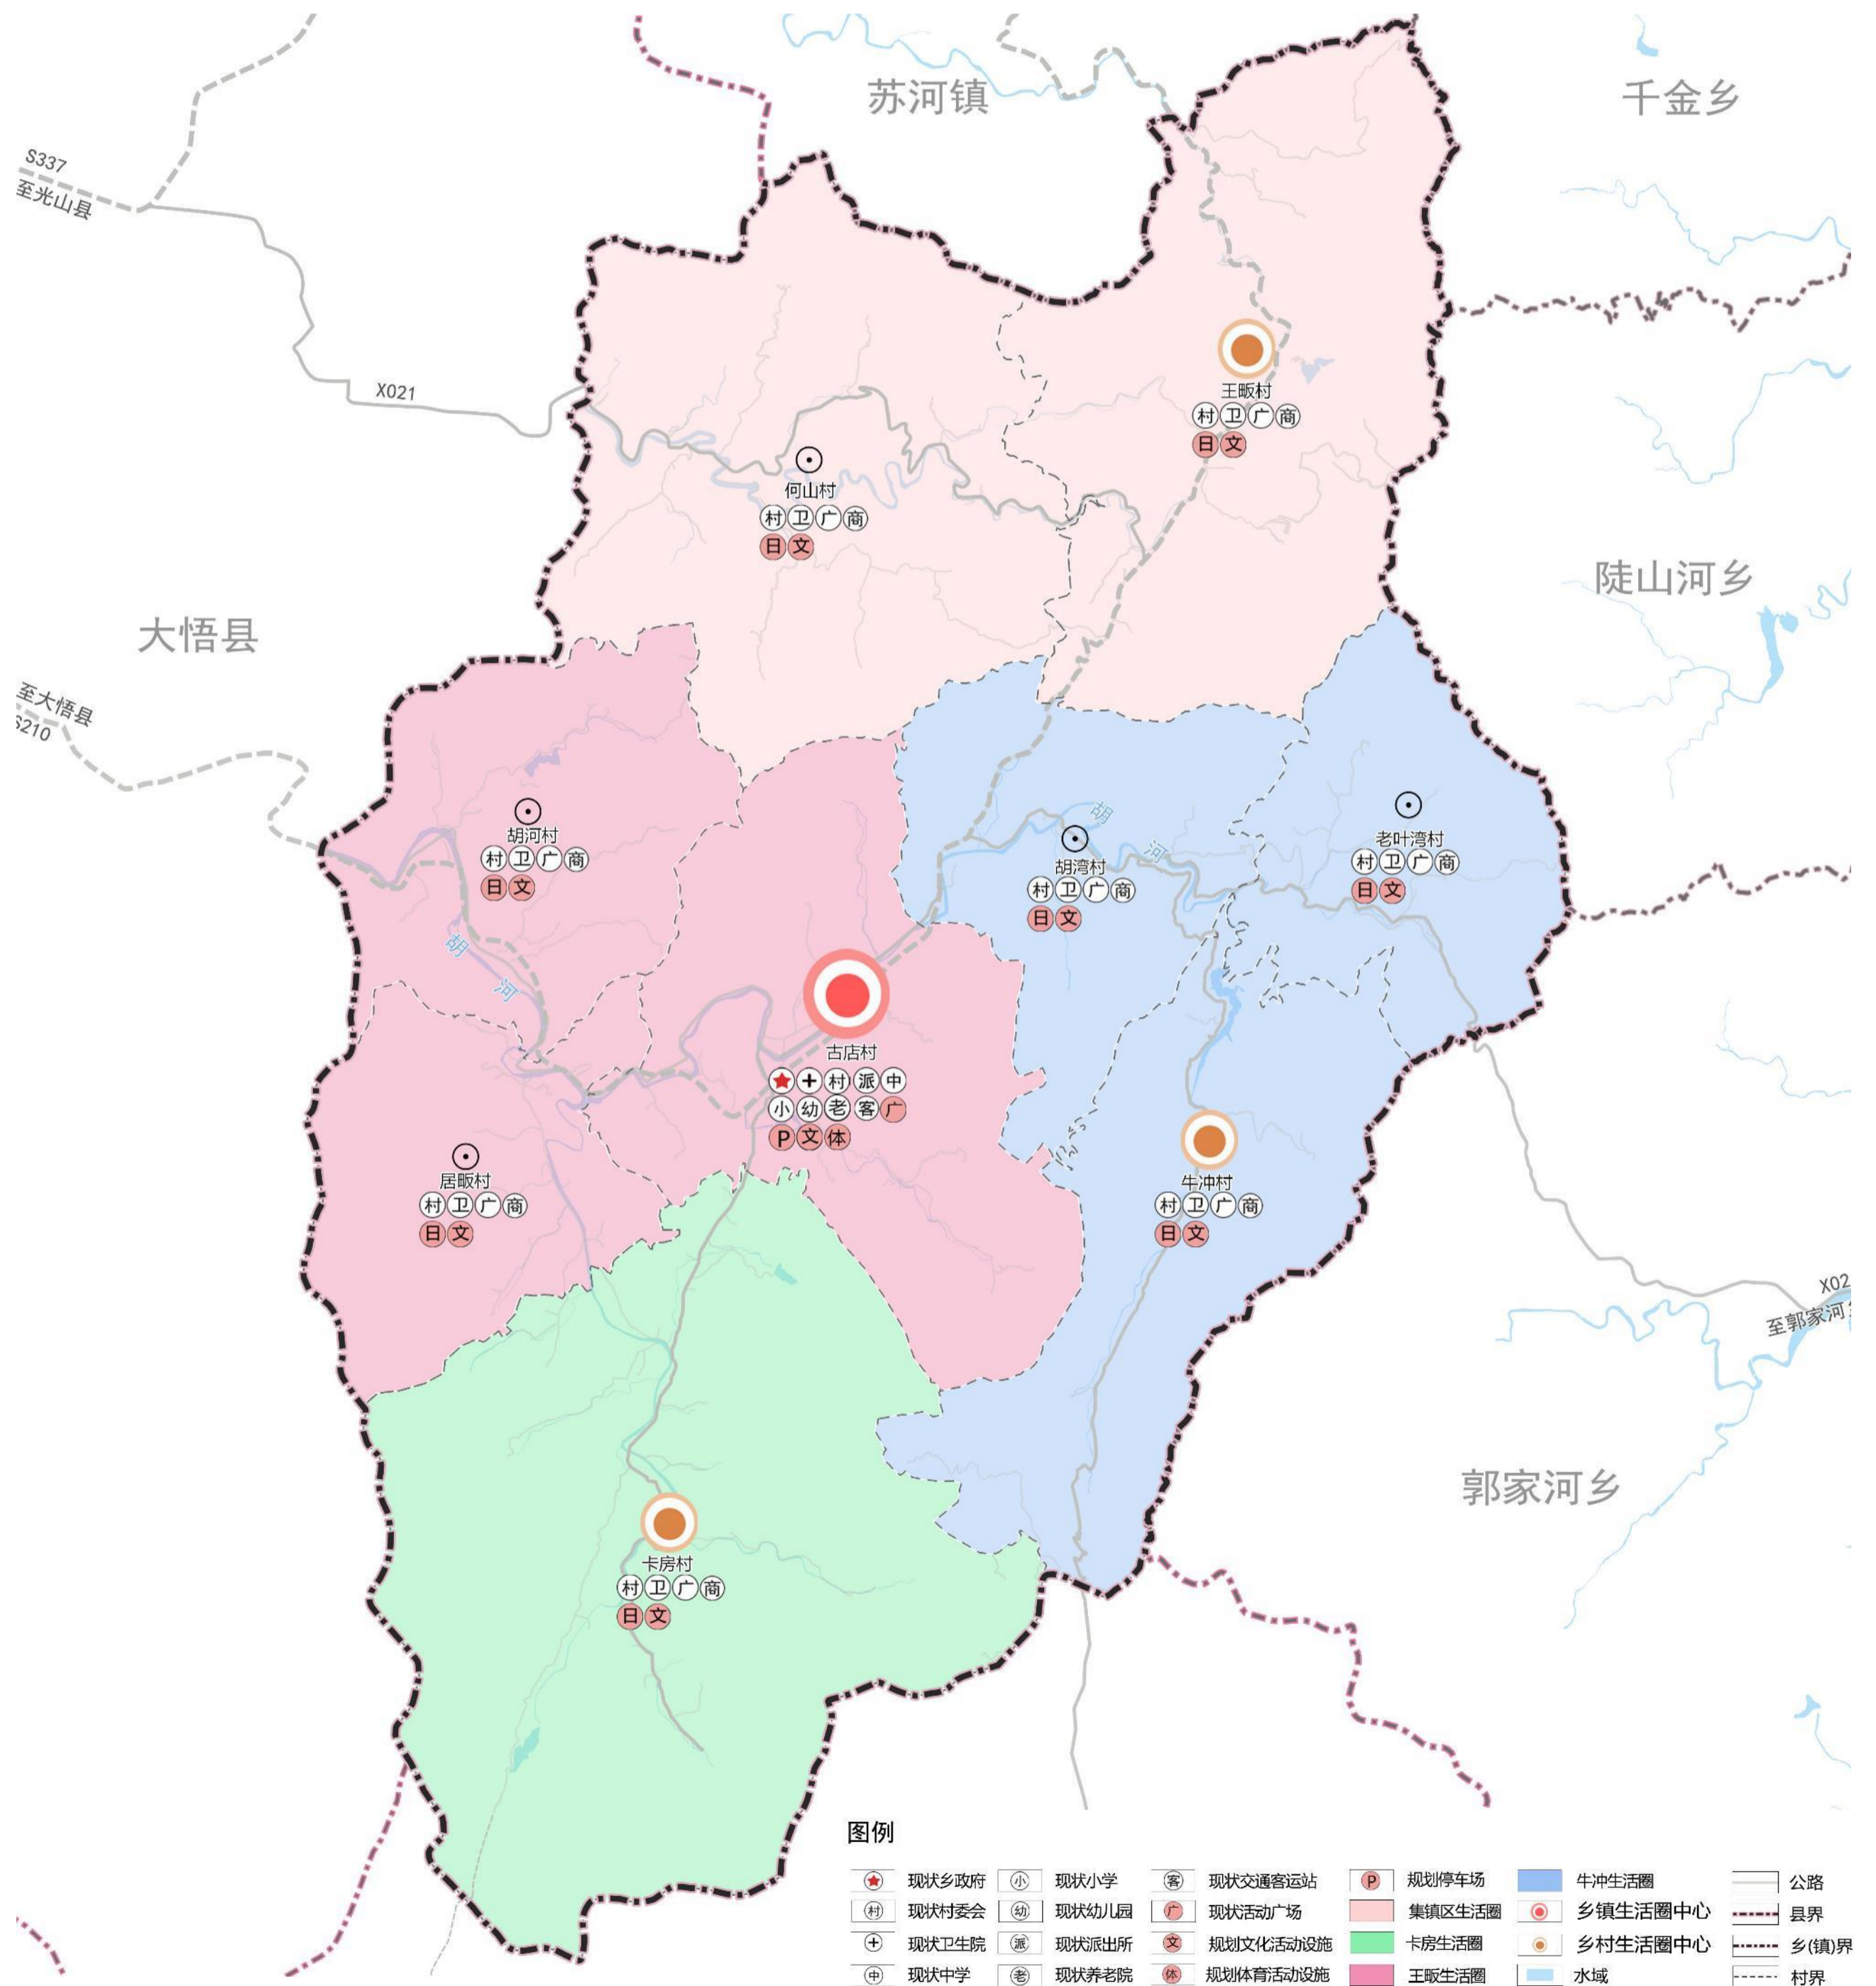 苏河镇
千金乡
S337
至光山县
X021
王畈村
村 卫 广 商
日 文
何山村
村 卫 广 商
日 文
陡山河乡
大悟县
至大悟县
S210
胡河村
村 卫 广 商
日 文
胡河
胡湾村
村 卫 广 商
日 文
老叶湾村
村 卫 广 商
日 文
胡河
古店村
村 派 中
小 幼 老 客 广
P 文 体
居畈村
村 卫 广 商
日 文
牛冲村
村 卫 广 商
日 文
X02
至郭家河
郭家河乡
卡房村
村 卫 广 商
日 文
图例
现状乡政府 小 现状小学 客 现状交通客运站 P 规划停车场 牛冲生活圈 公路
村 现状村委会 幼 现状幼儿园 广 现状活动广场 集镇区生活圈 乡镇生活圈中心 县界
现状卫生院 派 现状派出所 文 规划文化活动设施 卡房生活圈 乡村生活圈中心 乡(镇)界
中 现状中学 老 现状养老院 体 规划体育活动设施 王畈生活圈 水域 村界